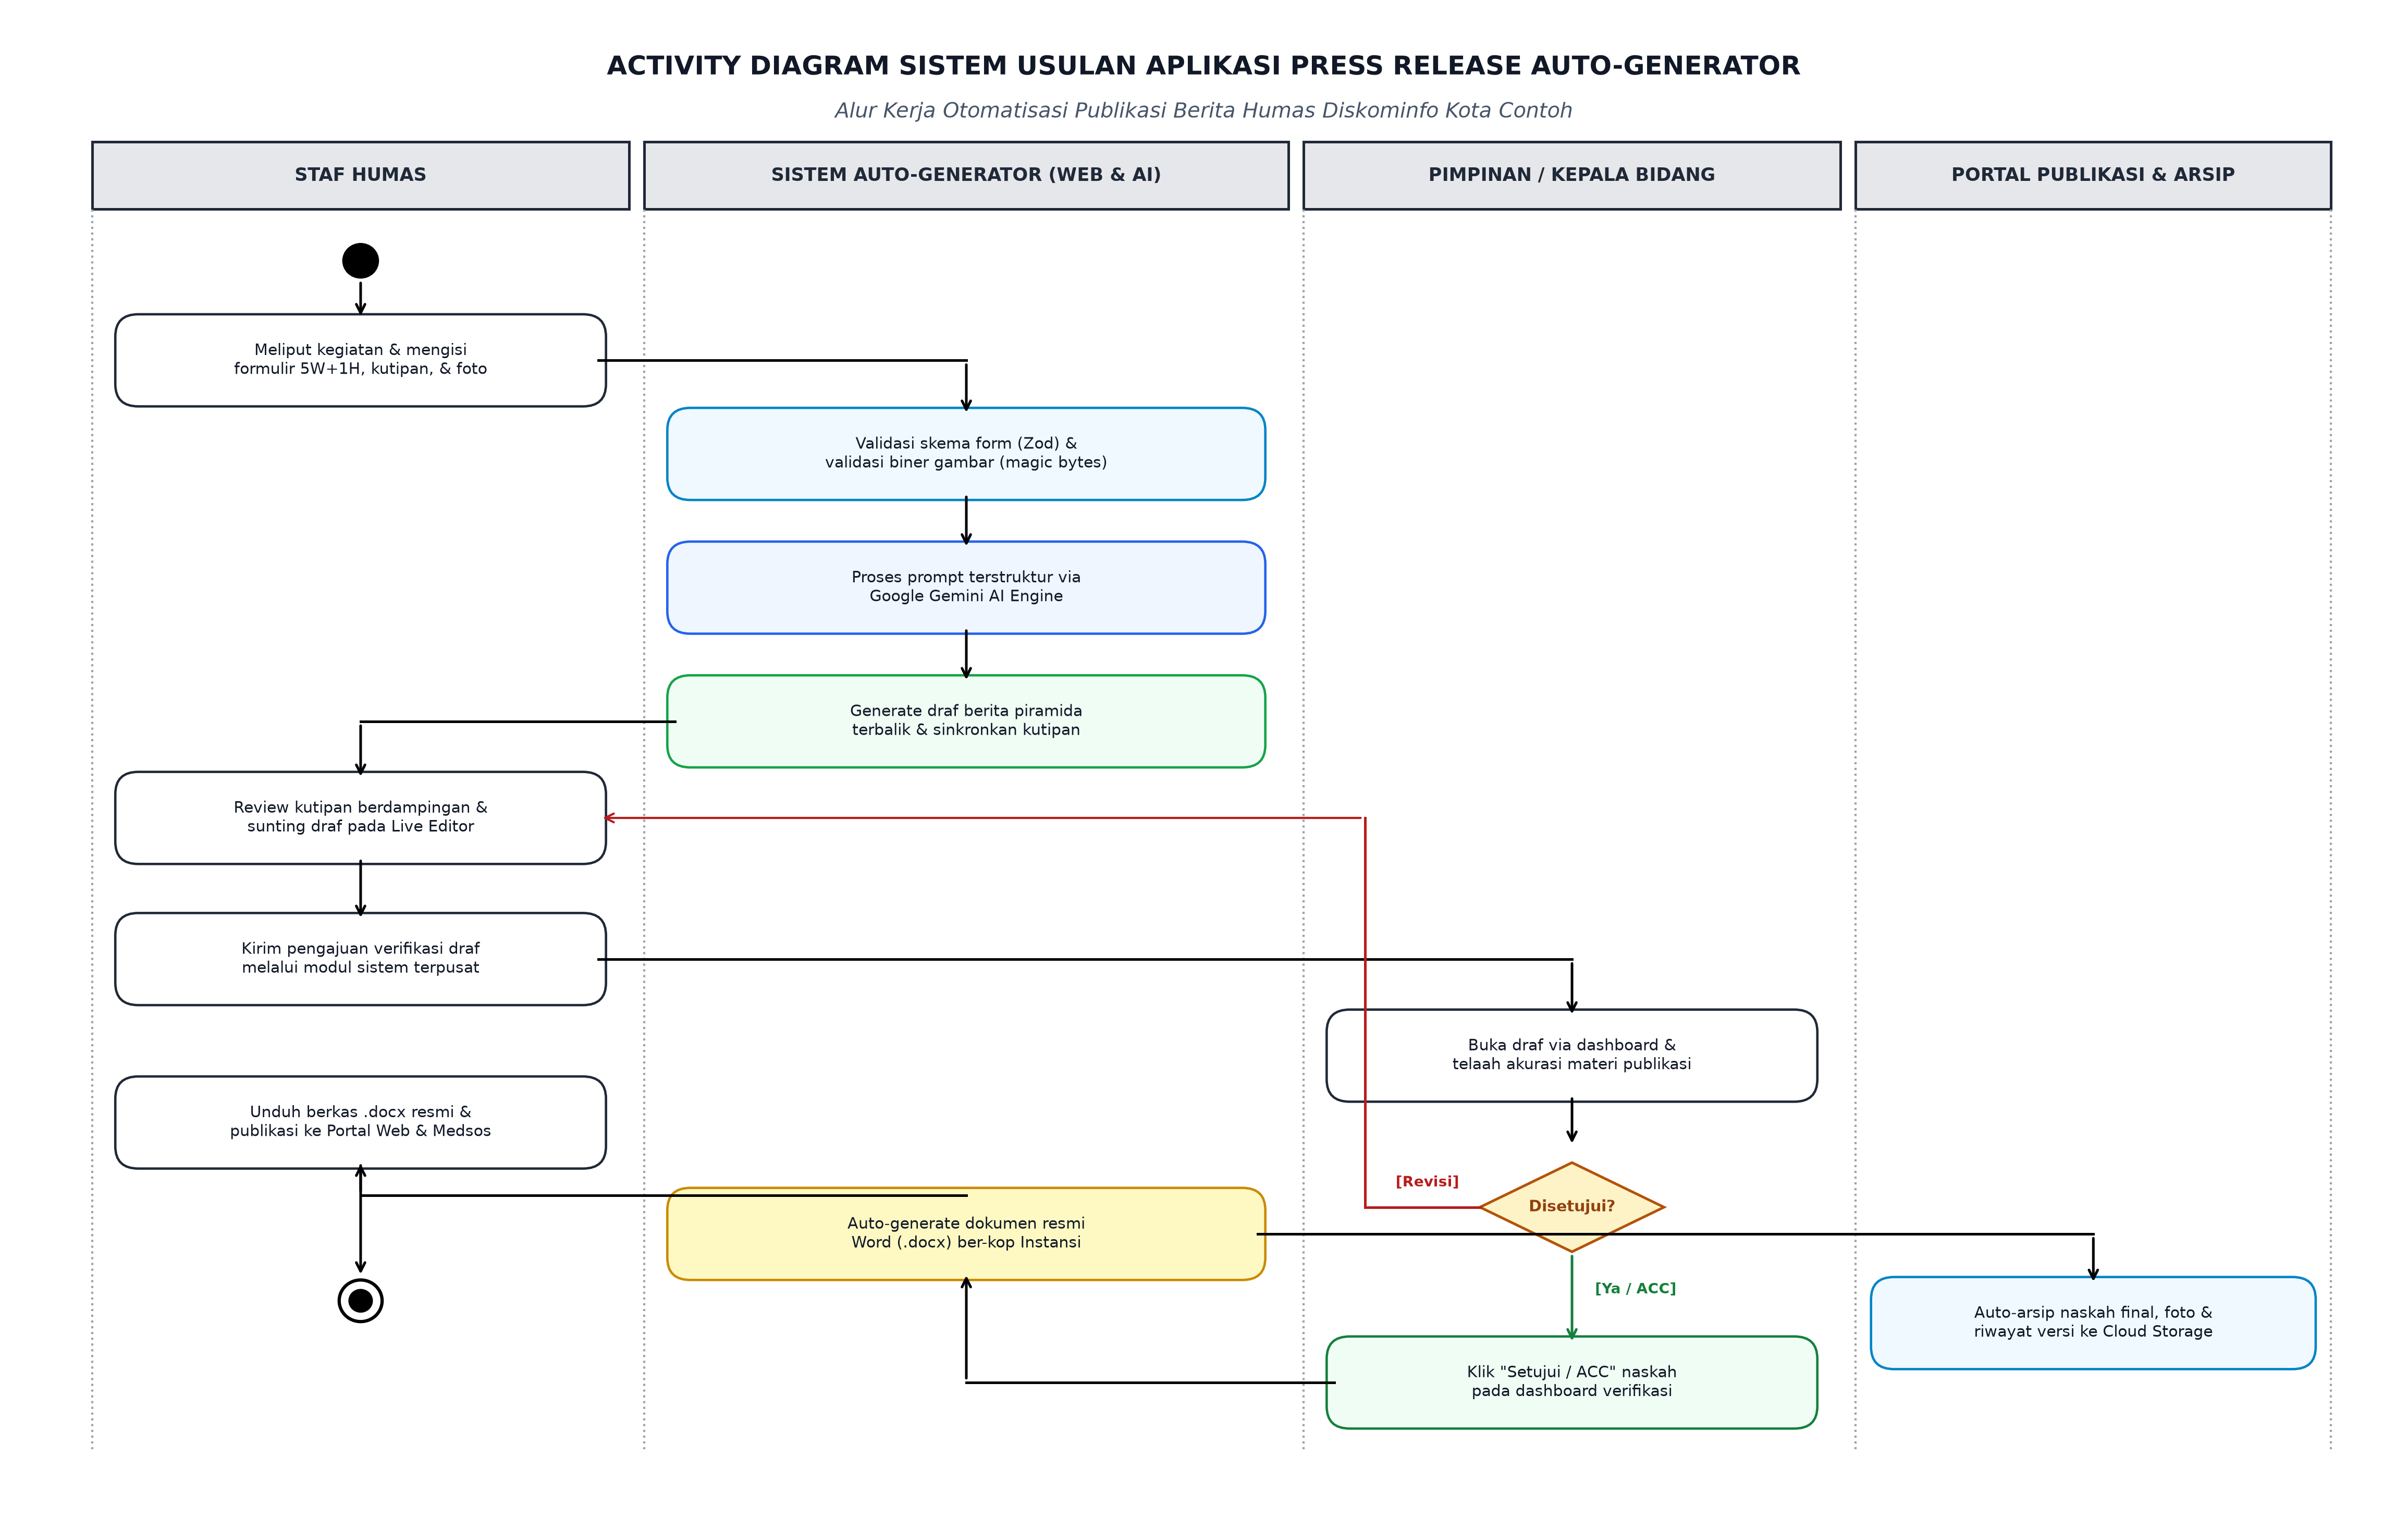 ACTIVITY DIAGRAM SISTEM USULAN APLIKASI PRESS RELEASE AUTO-GENERATOR
Alur Kerja Otomatisasi Publikasi Berita Humas Diskominfo Kota Contoh
STAF HUMAS
SISTEM AUTO-GENERATOR (WEB & AI)
PIMPINAN / KEPALA BIDANG
PORTAL PUBLIKASI & ARSIP
Meliput kegiatan & mengisi
formulir 5W+1H, kutipan, & foto
Validasi skema form (Zod) &
validasi biner gambar (magic bytes)
Proses prompt terstruktur via
Google Gemini AI Engine
Generate draf berita piramida
terbalik & sinkronkan kutipan
Review kutipan berdampingan &
sunting draf pada Live Editor
Kirim pengajuan verifikasi draf
melalui modul sistem terpusat
Buka draf via dashboard &
telaah akurasi materi publikasi
Unduh berkas .docx resmi &
publikasi ke Portal Web & Medsos
[Revisi]
Disetujui?
Auto-generate dokumen resmi
Word (.docx) ber-kop Instansi
[Ya / ACC]
Auto-arsip naskah final, foto &
riwayat versi ke Cloud Storage
Klik "Setujui / ACC" naskah
pada dashboard verifikasi